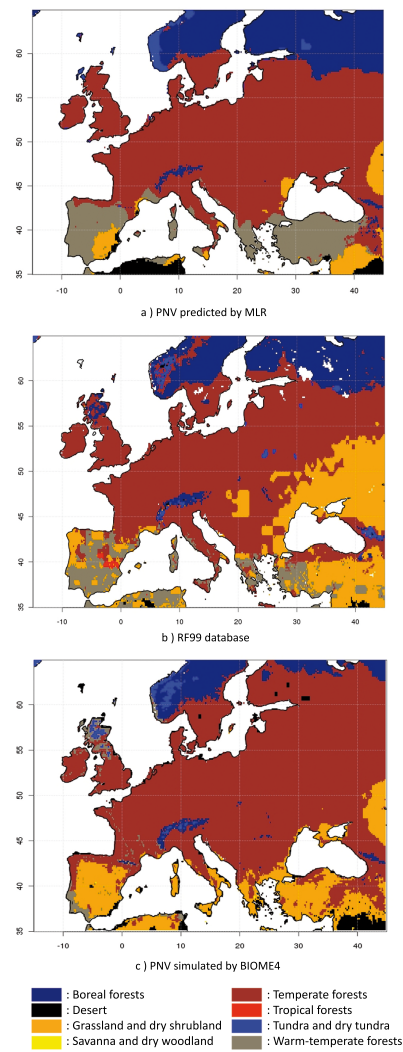 60
55
50
45
40
35
-10 0 10 20 30 40
a ) PNV predicted by MLR
60
55
50
45
40
35
-10 0 10 20 30 40
b ) RF99 database
60
55
50
45
40
35
-10 0 10 20 30 40
c ) PNV simulated by BIOME4
: Boreal forests : Temperate forests
: Desert : Tropical forests
: Grassland and dry shrubland : Tundra and dry tundra
: Savanna and dry woodland : Warm-temperate forests